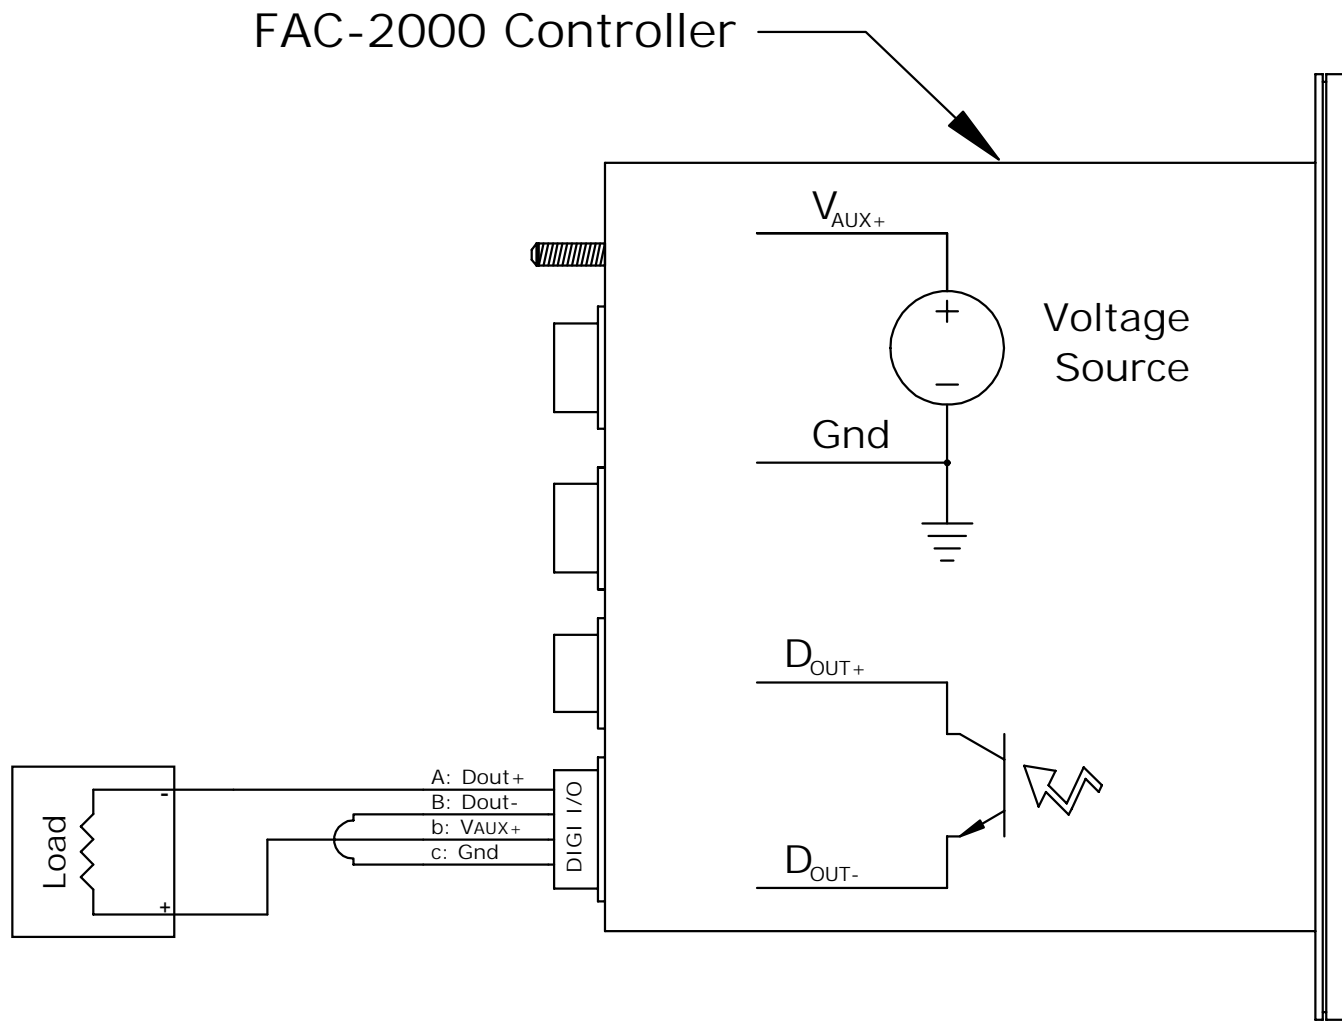 FAC-2000 Controller
VAUX+
+
Voltage
Source
−
Gnd
DOUT+
A: Dout+
-
B: Dout-
b: VAUX+
c: Gnd
DIGI I/O
Load
+
DOUT-